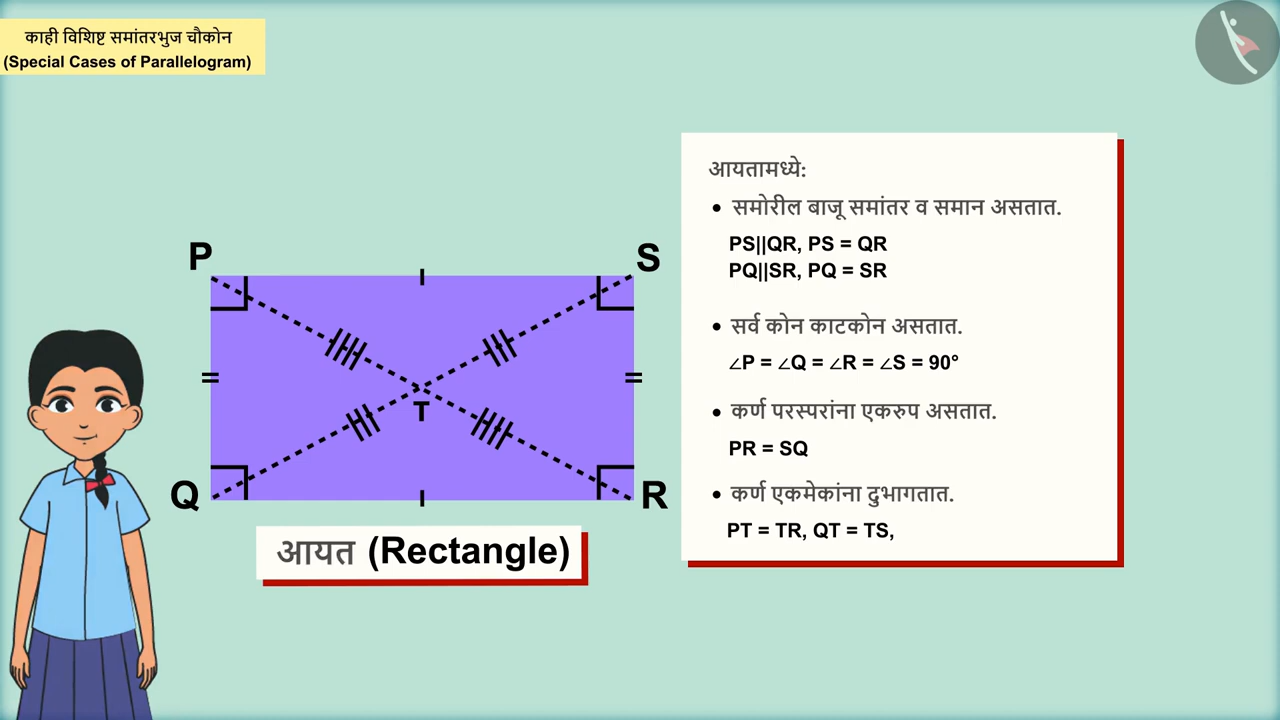 काही विशिष्ट समांतरभुज चौकोन
(Special Cases of Parallelogram)
आयतामध्ये:
• समोरील बाजू समांतर व समान असतात.
PS||QR, PS = QR
PQ||SR, PQ = SR
• सर्व कोन काटकोन असतात.
∠P = ∠Q = ∠R = ∠S = 90°
• कर्ण परस्परांना एकरुप असतात.
PR = SQ
• कर्ण एकमेकांना दुभागतात.
PT = TR, QT = TS,
P
S
T
Q
R
आयत (Rectangle)